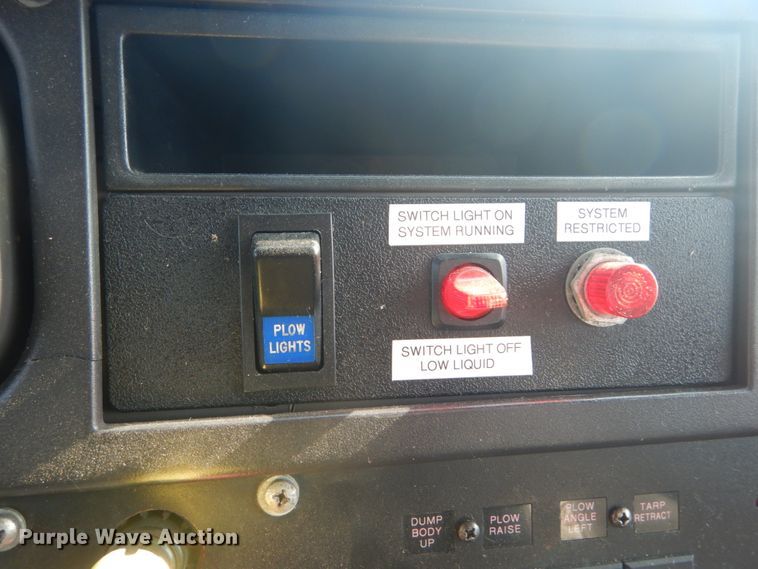 SWITCH LIGHT ON
SYSTEM RUNNING
SYSTEM
RESTRICTED
PLOW
LIGHTS
SWITCH LIGHT OFF
LOW LIQUID
DUMP
BODY
UP
PLOW
RAISE
PLOW
ANGLE
LEFT
TARP
RETRACT
Purple Wave Auction